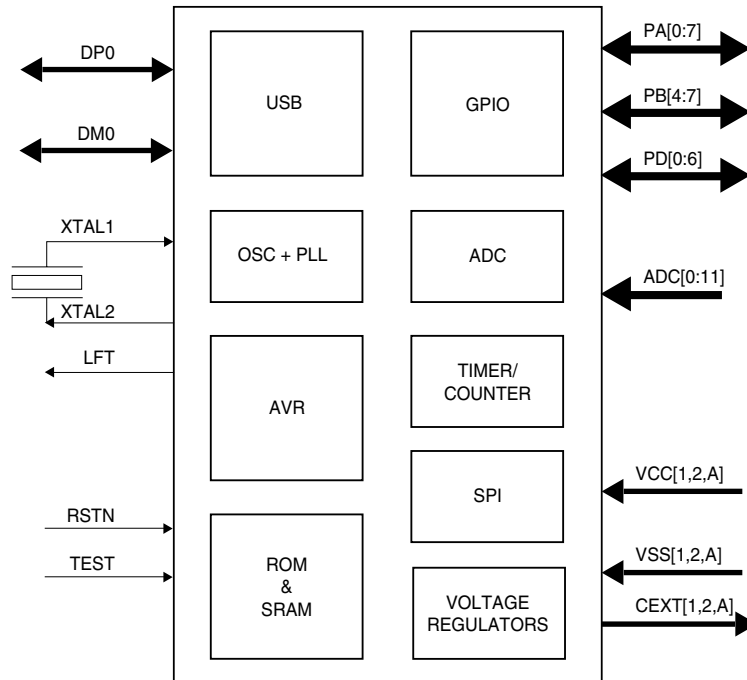 DP0
USB
GPIO
PA[0:7]
PB[4:7]
DM0
PD[0:6]
XTAL1
OSC + PLL
ADC
ADC[0:11]
XTAL2
LFT
AVR
TIMER/
COUNTER
SPI
VCC[1,2,A]
RSTN
TEST
ROM
&
SRAM
VOLTAGE
REGULATORS
VSS[1,2,A]
CEXT[1,2,A]